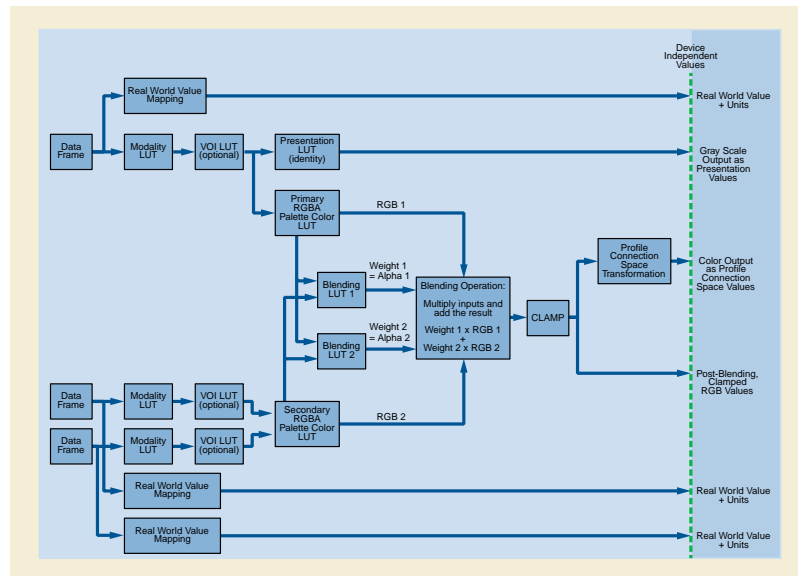 Device
Independent
Values
Real World Value
Mapping
Real World Value
+ Units
Data
Frame
Modality
LUT
VOI LUT
(optional)
Presentation
LUT
(identity)
Gray Scale
Output as
Presentation
Values
Primary
RGBA
Palette Color
LUT
RGB 1
Profile
Connection
Space
Transformation
Color Output
as Profile
Connection
Space Values
Blending
LUT 1
Weight 1
= Alpha 1
Blending Operation:
Multiply inputs and
add the result
Weight 1 x RGB 1
+
Weight 2 x RGB 2
CLAMP
Blending
LUT 2
Weight 2
= Alpha 2
Post-Blending,
Clamped
RGB Values
Data
Frame
Modality
LUT
VOI LUT
(optional)
Secondary
RGBA
Palette Color
LUT
RGB 2
Data
Frame
Modality
LUT
VOI LUT
(optional)
Real World Value
Mapping
Real World Value
+ Units
Real World Value
Mapping
Real World Value
+ Units